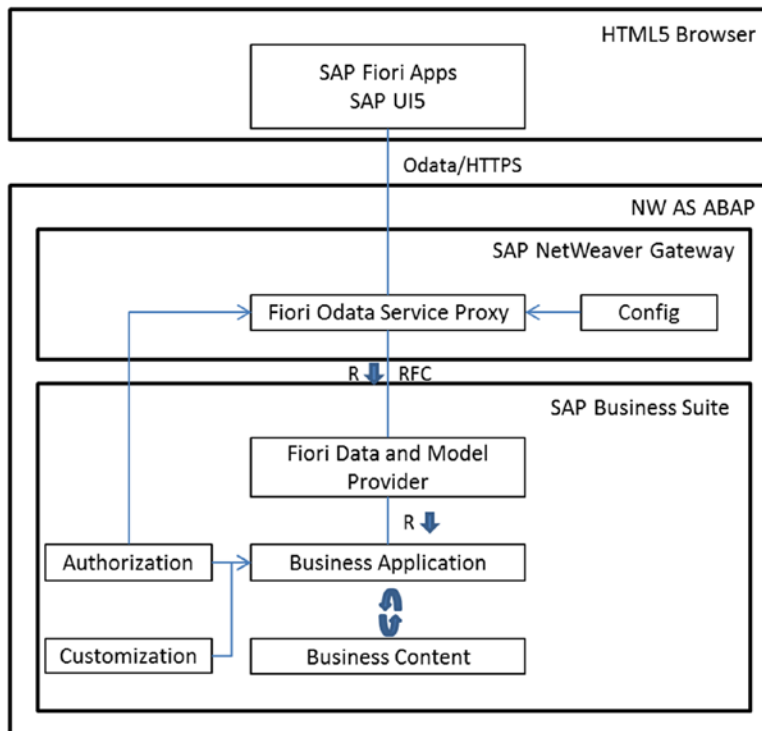 HTML5 Browser
SAP Fiori Apps
SAP UI5
Odata/HTTPS
NW AS ABAP
SAP NetWeaver Gateway
Fiori Odata Service Proxy
Config
R RFC
SAP Business Suite
Fiori Data and Model
Provider
R
Authorization
Business Application
Customization
Business Content